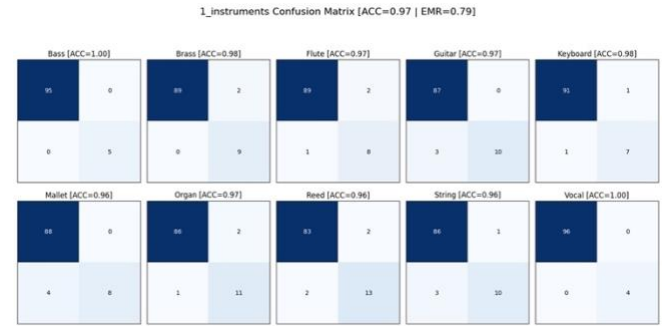 1_instruments Confusion Matrix [ACC=0.97 | EMR=0.79]
Bass [ACC=1.00] Brass [ACC=0.98] Flute [ACC=0.97] Guitar [ACC=0.97] Keyboard [ACC=0.98]
95 0 89 2 89 2 87 0 91 1
0 5 0 9 1 8 3 10 1 7
Mallet [ACC=0.96] Organ [ACC=0.97] Reed [ACC=0.96] String [ACC=0.96] Vocal [ACC=1.00]
88 0 86 2 83 2 86 1 96 0
4 8 1 11 2 13 3 10 0 4